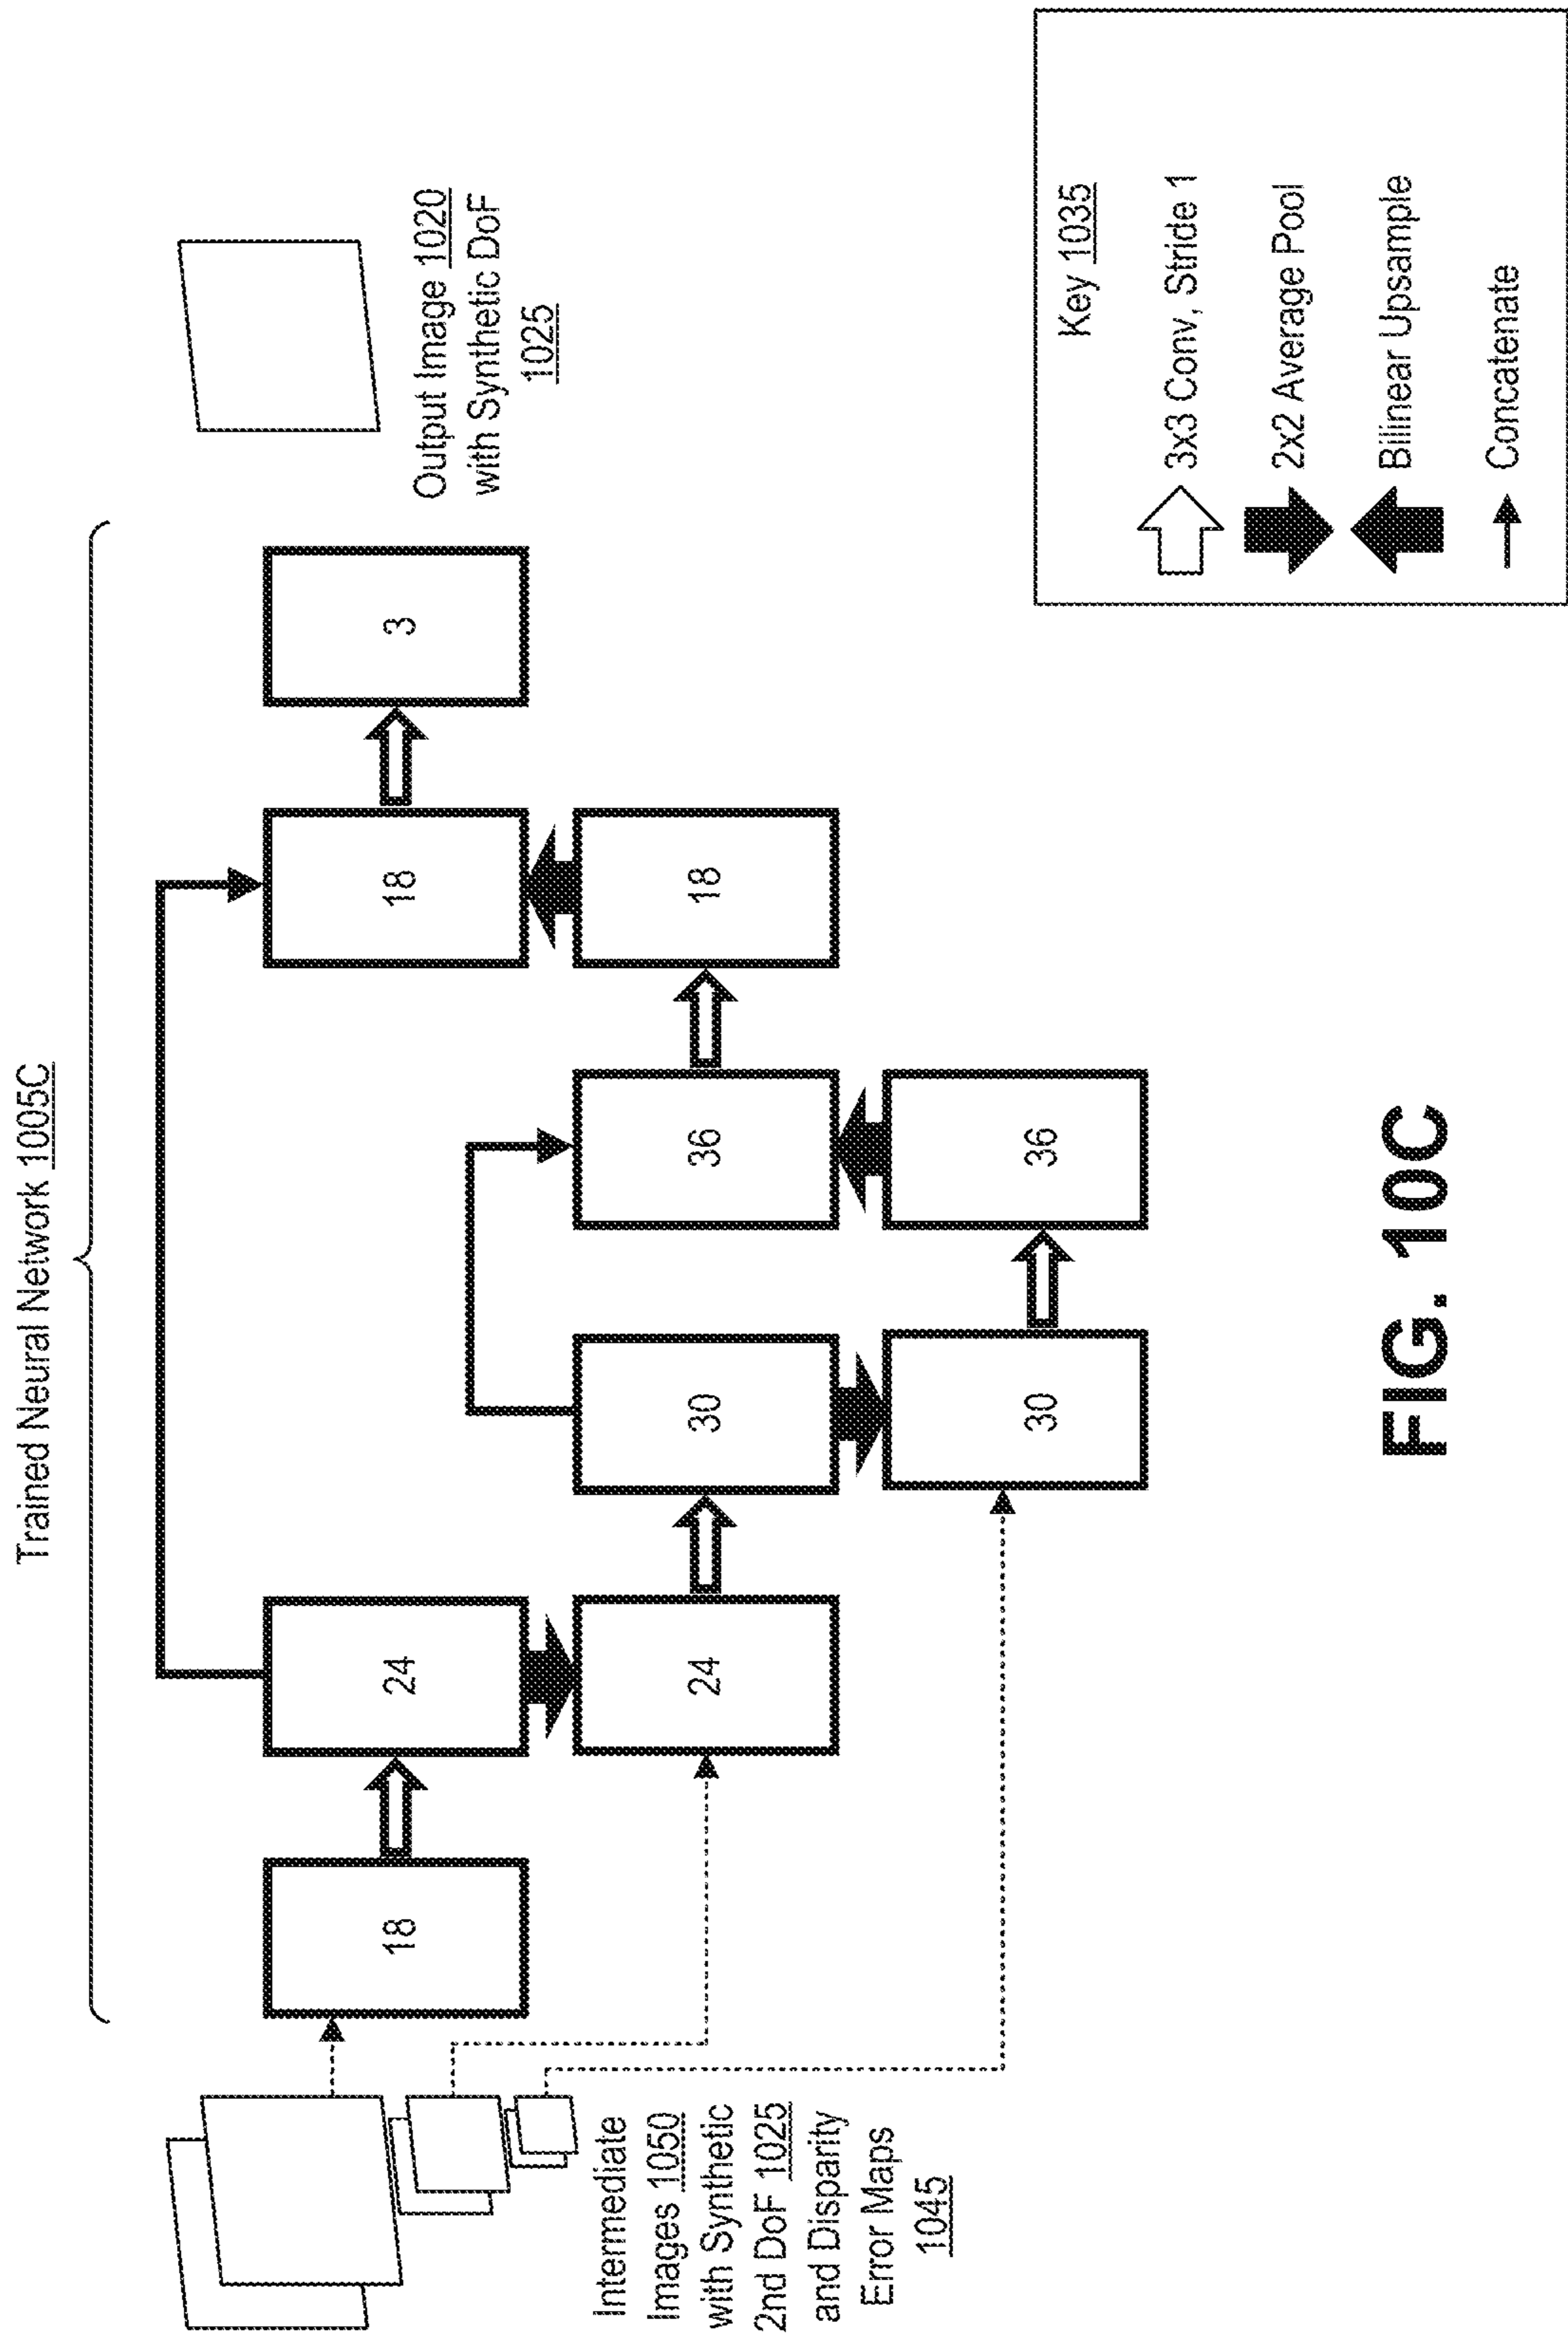 Trained Neural Network 1005C
18
24
18
3
24
30
36
18
30
36
Intermediate
Images 1050
with Synthetic
2nd DoF 1025
and Disparity
Error Maps
1045
Output Image 1020
with Synthetic DoF
1025
Key 1035
3x3 Conv, Stride 1
2x2 Average Pool
Bilinear Upsample
Concatenate
FIG. 10C